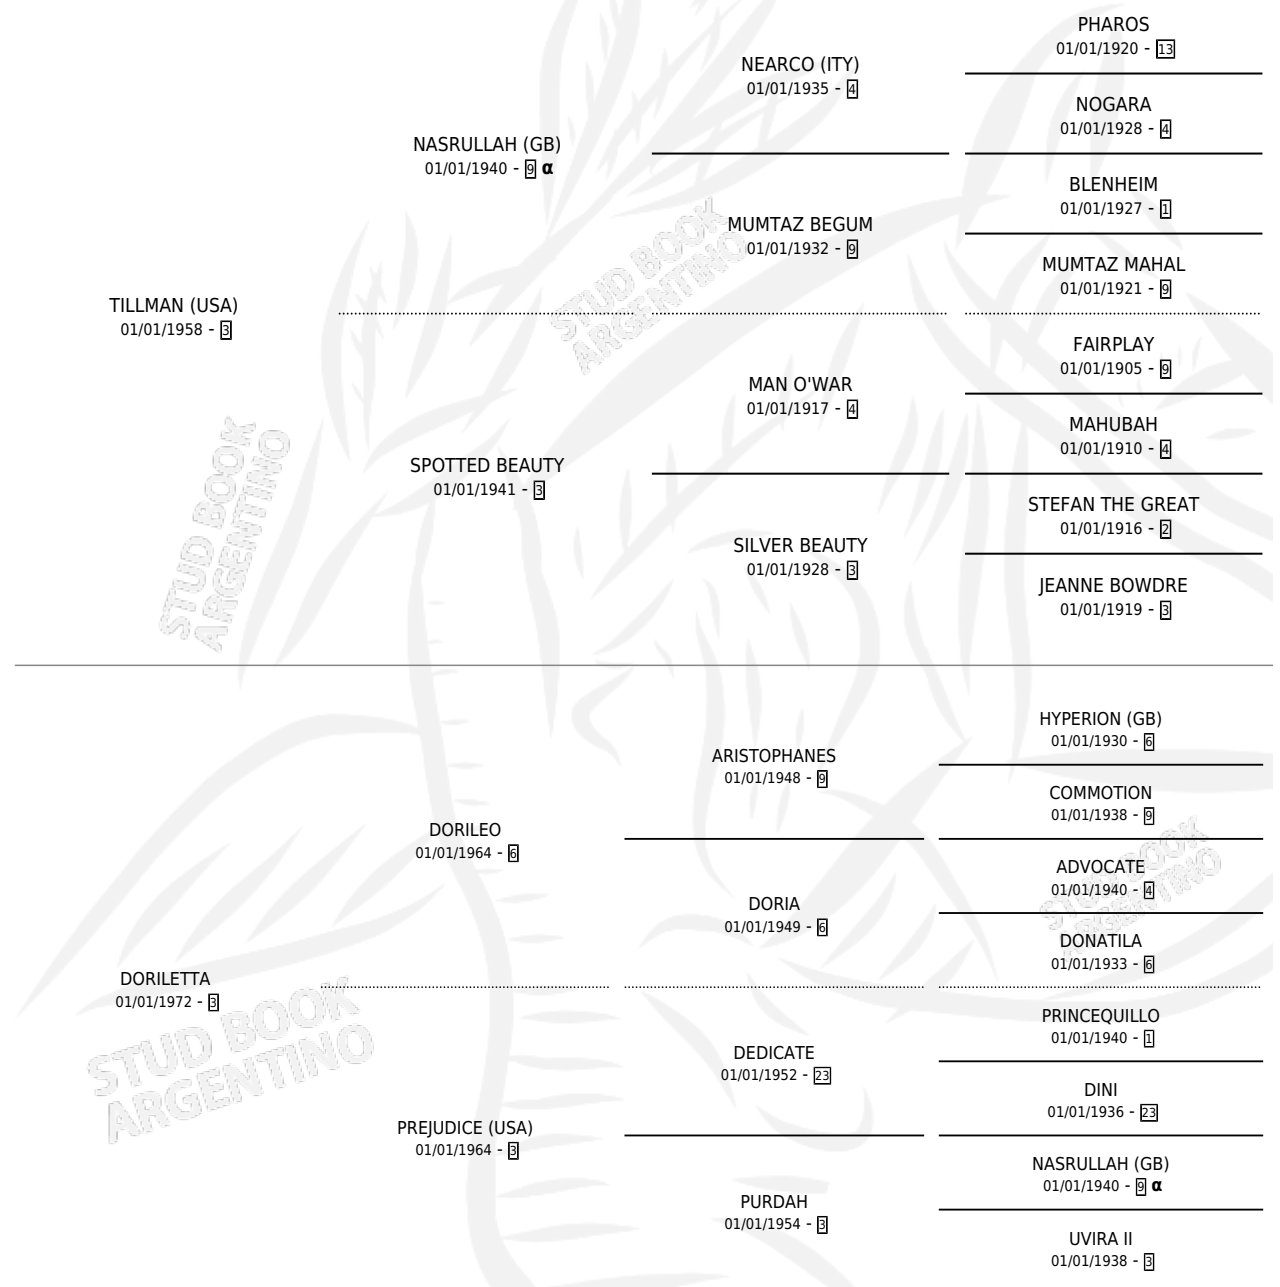 PHAROS
01/01/1920 - 13
NEARCO (ITY)
01/01/1935 - 4
NOGARA
01/01/1928 - 4
NASRULLAH (GB)
01/01/1940 - 9 α
BLENHEIM
01/01/1927 - 1
MUMTAZ BEGUM
01/01/1932 - 9
MUMTAZ MAHAL
01/01/1921 - 9
TILLMAN (USA)
01/01/1958 - 3
FAIRPLAY
01/01/1905 - 9
MAN O'WAR
01/01/1917 - 4
MAHUBAH
01/01/1910 - 4
SPOTTED BEAUTY
01/01/1941 - 3
STEFAN THE GREAT
01/01/1916 - 2
SILVER BEAUTY
01/01/1928 - 3
JEANNE BOWDRE
01/01/1919 - 3
HYPERION (GB)
01/01/1930 - 6
ARISTOPHANES
01/01/1948 - 9
COMMOTION
01/01/1938 - 9
DORILEO
01/01/1964 - 6
ADVOCATE
01/01/1940 - 4
DORIA
01/01/1949 - 6
DONATILA
01/01/1933 - 6
DORILETTA
01/01/1972 - 3
PRINCEQUILLO
01/01/1940 - 1
DEDICATE
01/01/1952 - 23
DINI
01/01/1936 - 23
PREJUDICE (USA)
01/01/1964 - 3
NASRULLAH (GB)
01/01/1940 - 9 α
PURDAH
01/01/1954 - 3
UVIRA II
01/01/1938 - 3
STUD BOOK
ARGENTINO
STUD BOOK
ARGENTINO
STUD BOOK
ARGENTINO
STUD BOOK
ARGENTINO